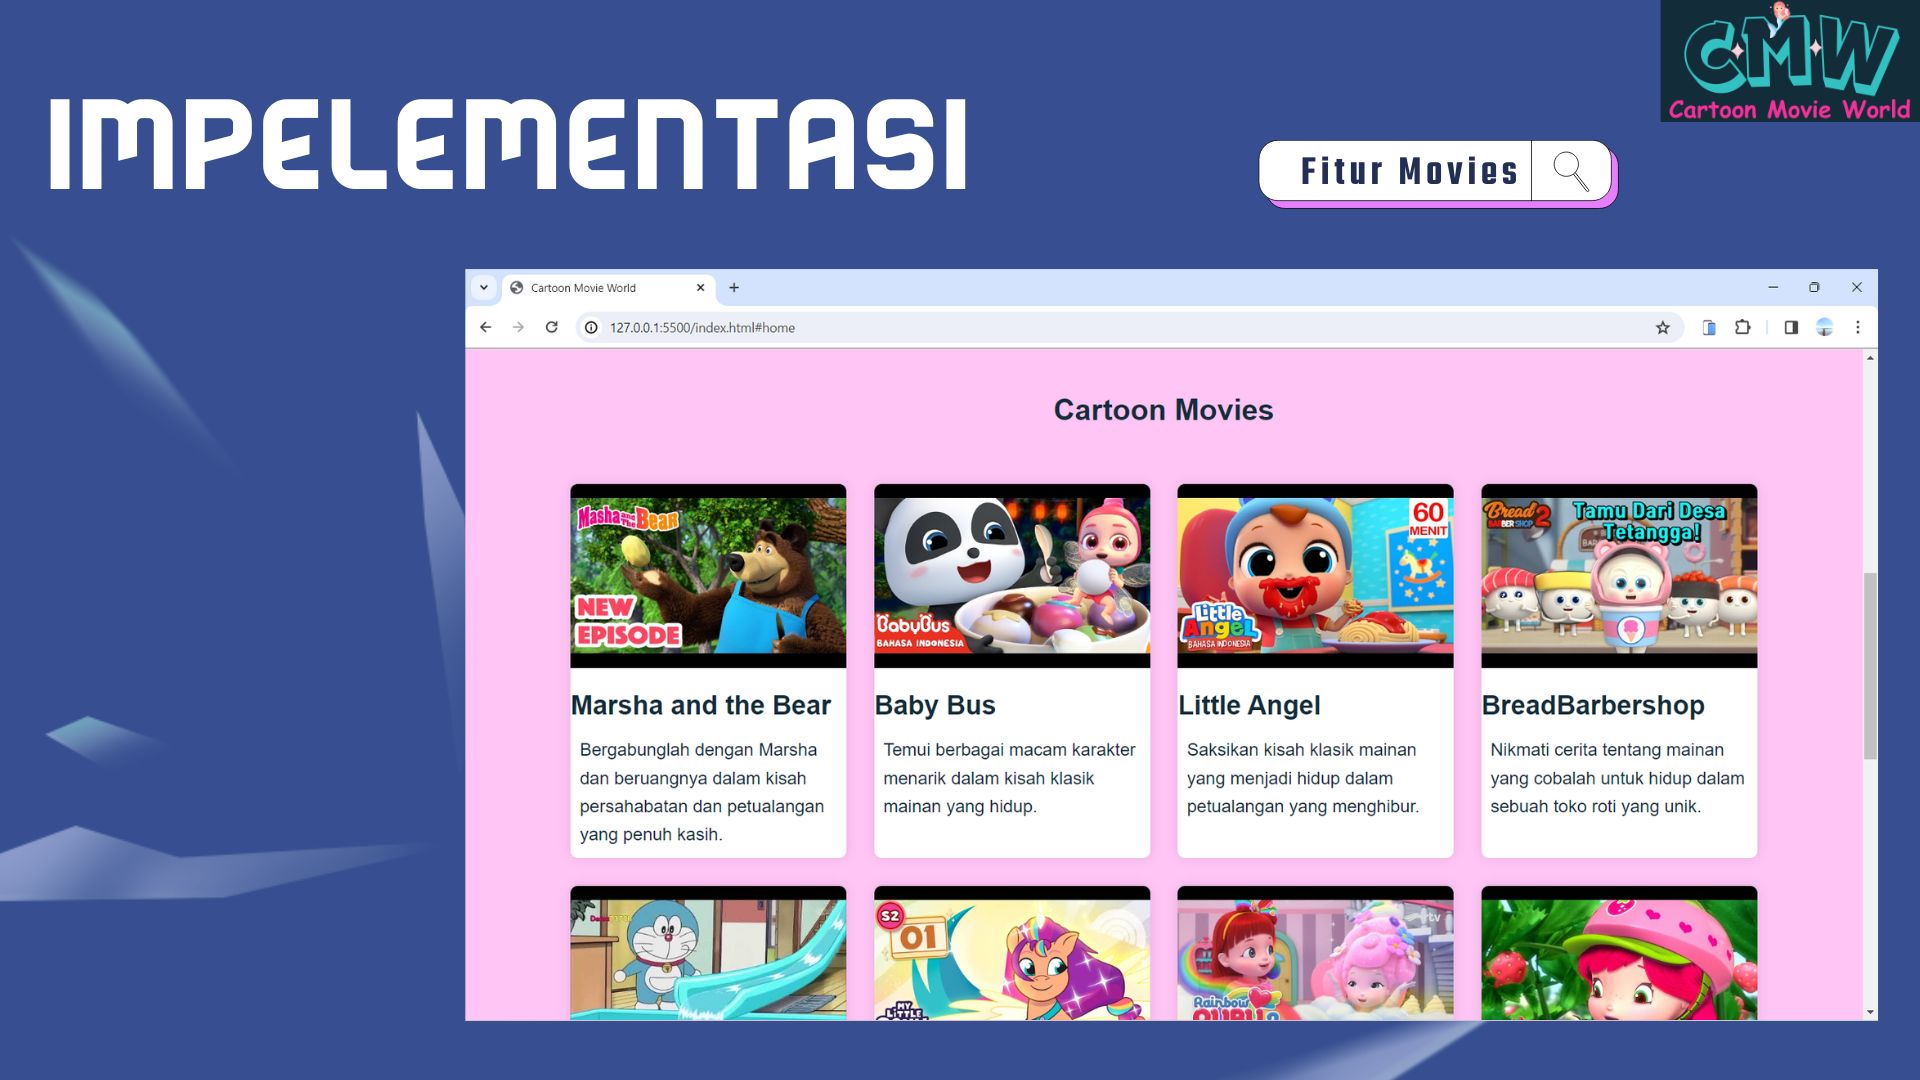 CMW
Cartoon Movie World
IMPELEMENTASI
Fitur Movies
Cartoon Movie World
127.0.0.1:5500/index.html#home
Cartoon Movies
Masha and The Bear
NEW
EPISODE
BabyBus
BAHASA INDONESIA
60
MENIT
Little
Angel
BAHASA INDONESIA
Bread
BARBER SHOP 2
Tamu Dari Desa
Tetangga!
Marsha and the Bear
Bergabunglah dengan Marsha
dan beruangnya dalam kisah
persahabatan dan petualangan
yang penuh kasih.
Baby Bus
Temui berbagai macam karakter
menarik dalam kisah klasik
mainan yang hidup.
Little Angel
Saksikan kisah klasik mainan
yang menjadi hidup dalam
petualangan yang menghibur.
BreadBarbershop
Nikmati cerita tentang mainan
yang cobalah untuk hidup dalam
sebuah toko roti yang unik.
S2
01
MY
LITTLE
rtv
Rainbow